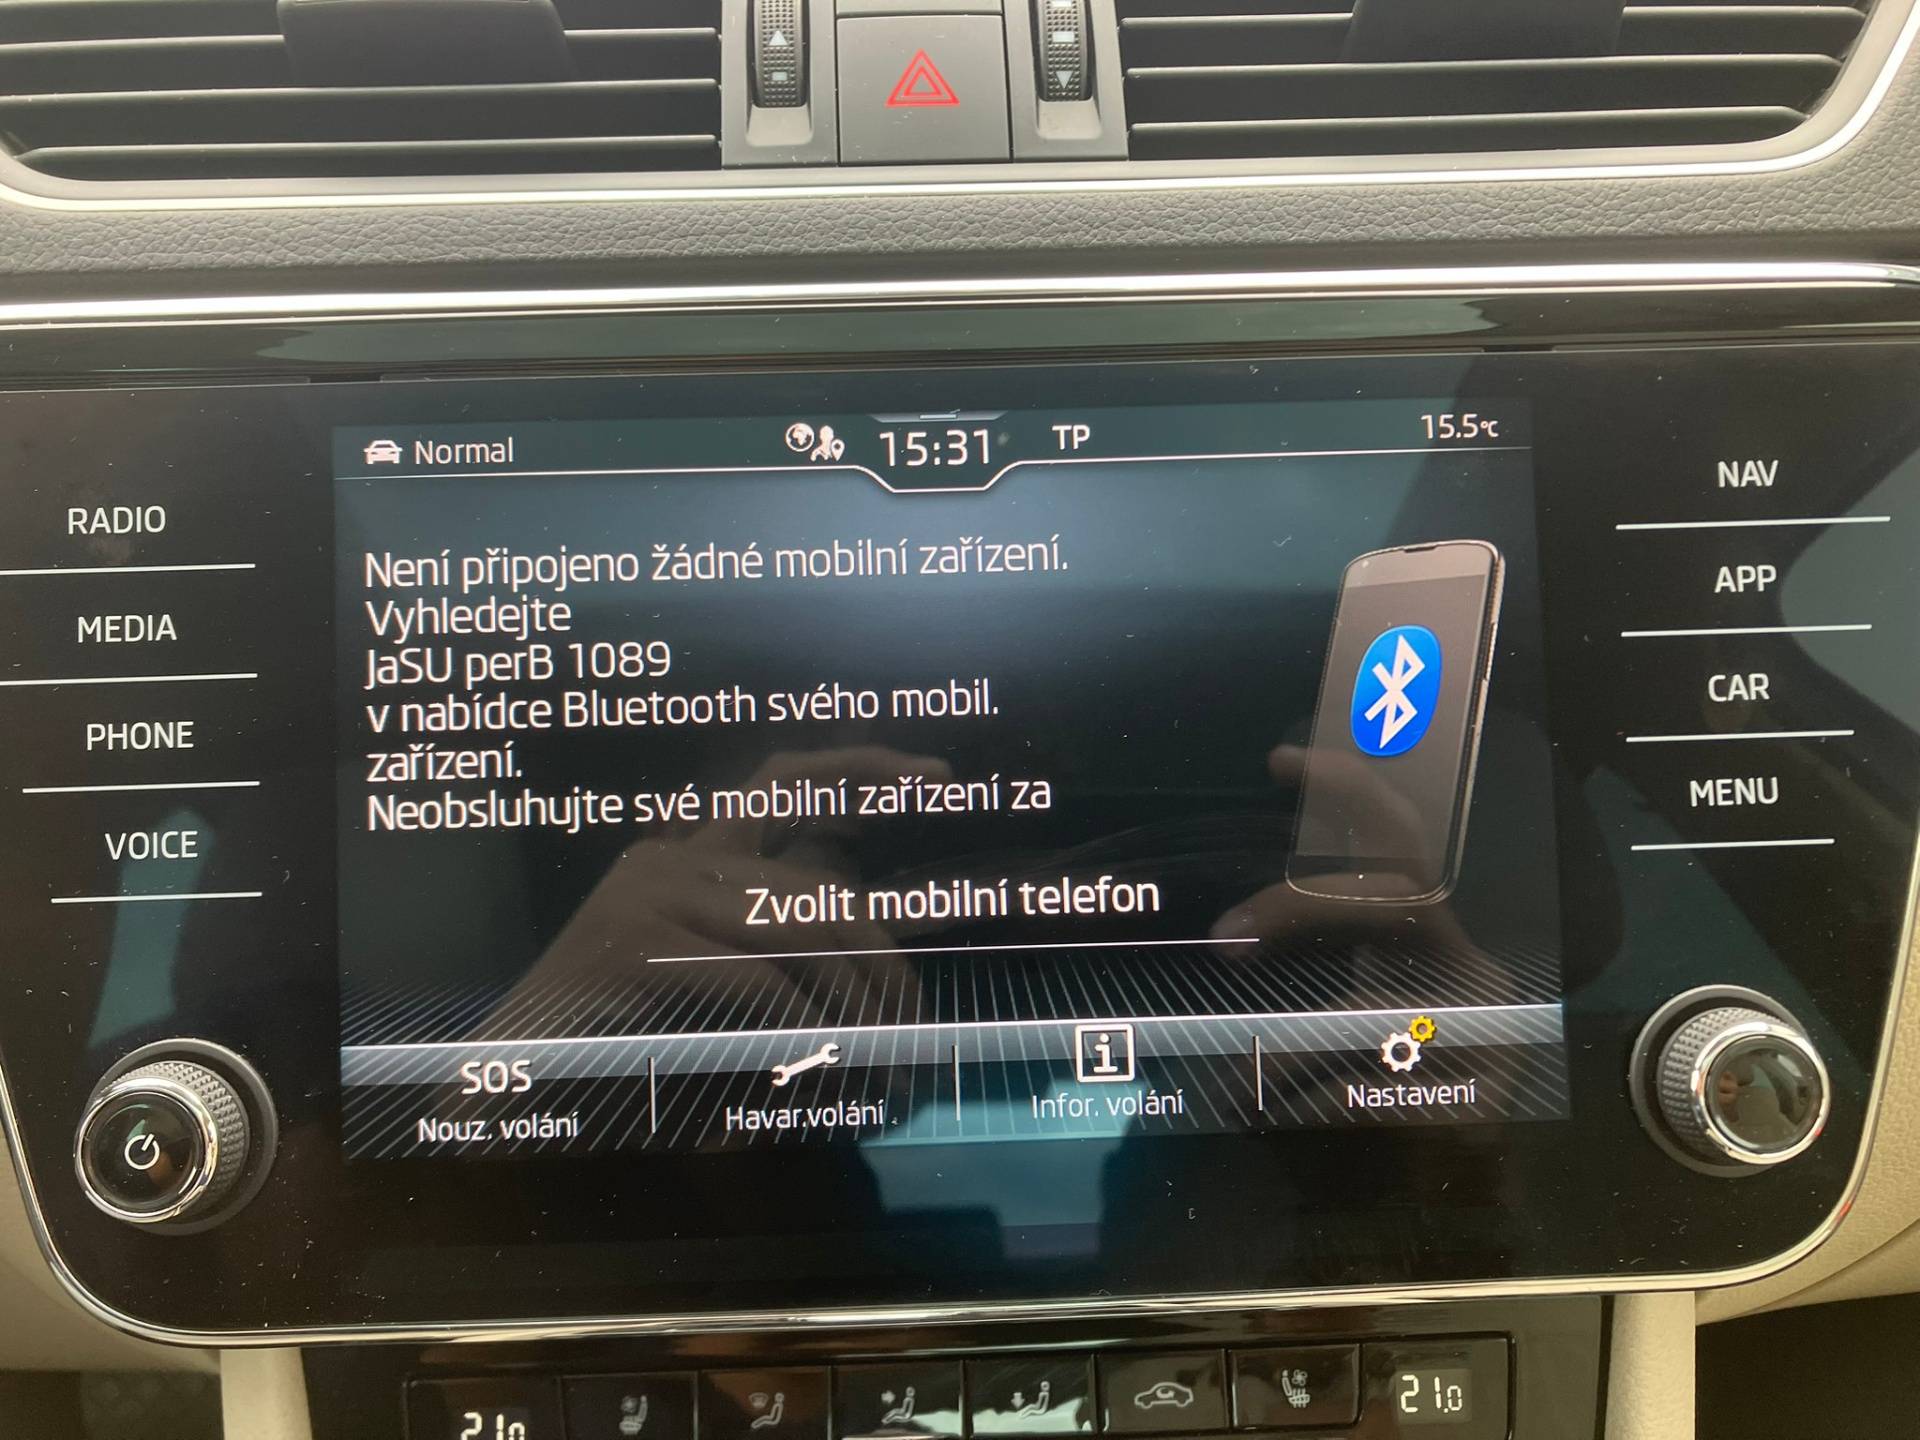 Normal
15:31
TP
15.5°C
RADIO
MEDIA
PHONE
VOICE
Není připojeno žádné mobilní zařízení.
Vyhledejte
JaSU perB 1089
v nabídce Bluetooth svého mobil.
zařízení.
Neobsluhujte své mobilní zařízení za
Zvolit mobilní telefon
SOS
Nouz. volání
Havar.volání
i
Infor. volání
Nastavení
NAV
APP
CAR
MENU
21.0
21.0